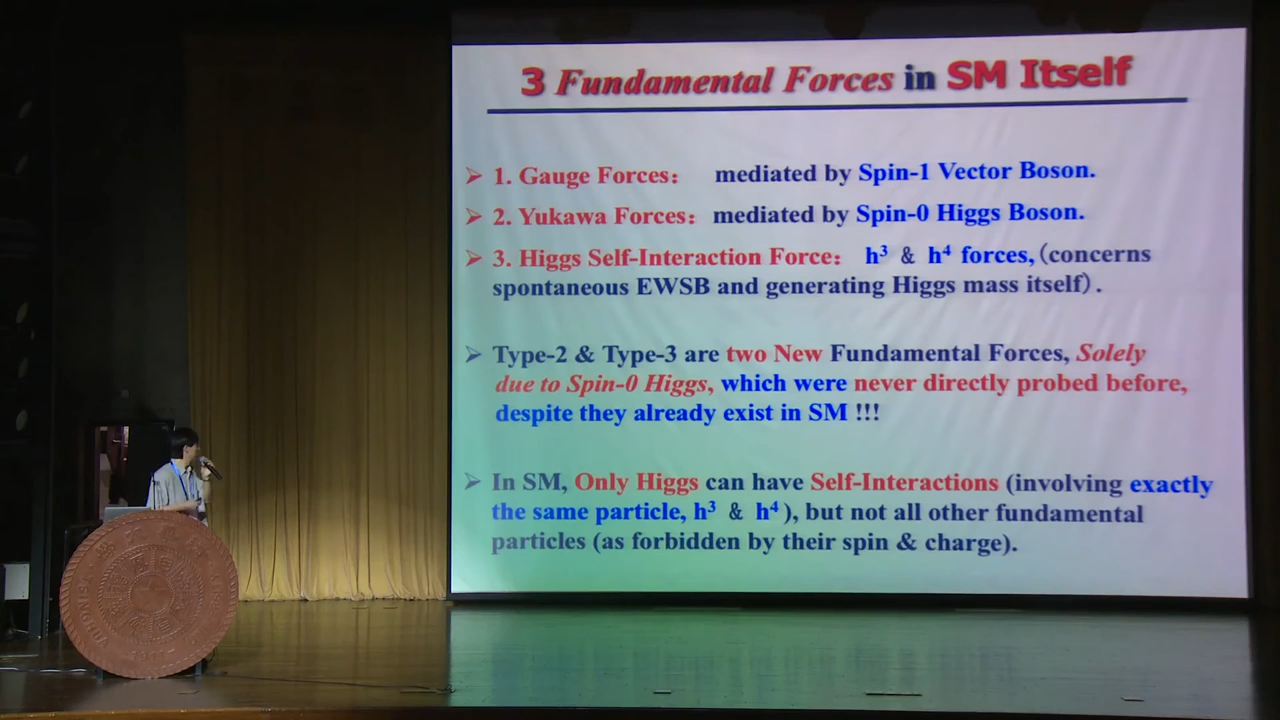 3 Fundamental Forces in SM Itself
➢ 1. Gauge Forces： mediated by Spin-1 Vector Boson.
➢ 2. Yukawa Forces：mediated by Spin-0 Higgs Boson.
➢ 3. Higgs Self-Interaction Force： h³ & h⁴ forces,（concerns
spontaneous EWSB and generating Higgs mass itself）.
➢ Type-2 & Type-3 are two New Fundamental Forces, Solely
due to Spin-0 Higgs, which were never directly probed before,
despite they already exist in SM !!!
➢ In SM, Only Higgs can have Self-Interactions (involving exactly
the same particle, h³ & h⁴ ), but not all other fundamental
particles (as forbidden by their spin & charge).
1911